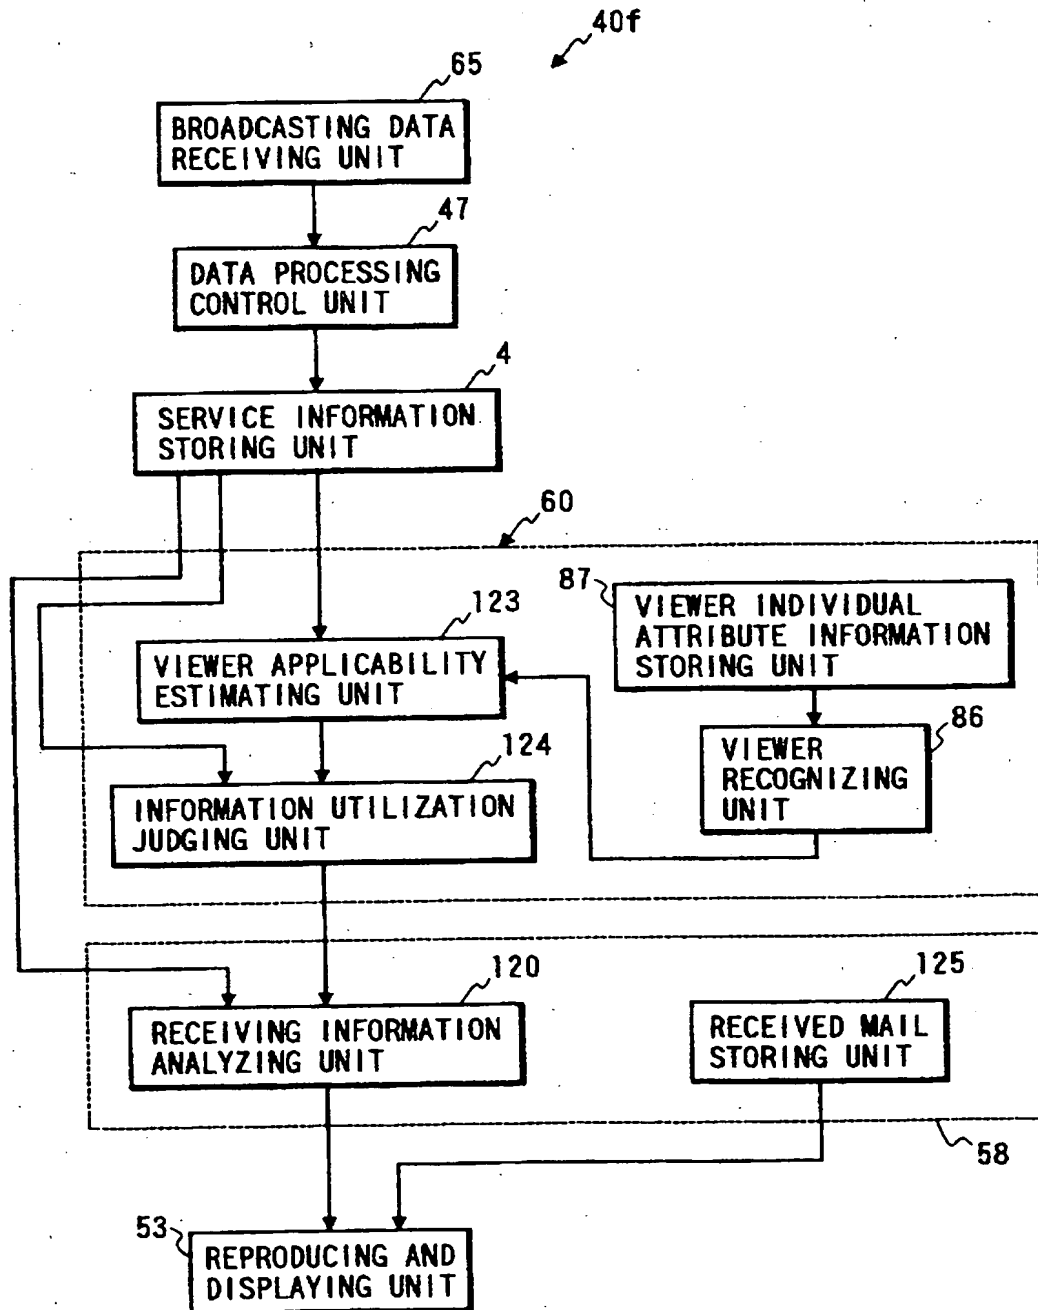 40f
65
BROADCASTING DATA
RECEIVING UNIT
47
DATA PROCESSING
CONTROL UNIT
4
SERVICE INFORMATION
STORING UNIT
60
87
VIEWER INDIVIDUAL
ATTRIBUTE INFORMATION
STORING UNIT
123
VIEWER APPLICABILITY
ESTIMATING UNIT
86
VIEWER
RECOGNIZING
UNIT
124
INFORMATION UTILIZATION
JUDGING UNIT
120
RECEIVING INFORMATION
ANALYZING UNIT
125
RECEIVED MAIL
STORING UNIT
58
53
REPRODUCING AND
DISPLAYING UNIT